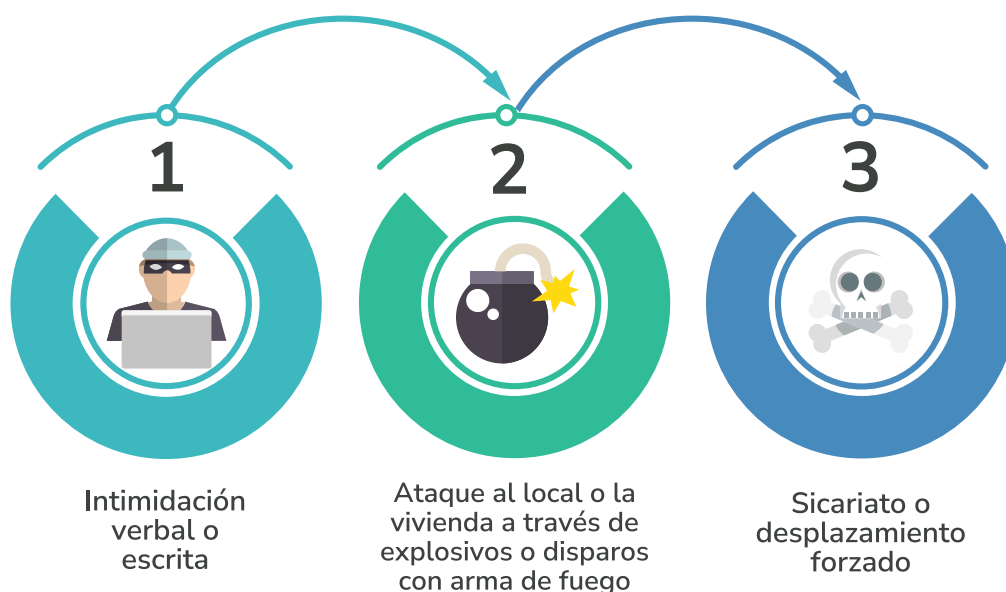 1
Intimidación
verbal o
escrita
2
Ataque al local o la
vivienda a través de
explosivos o disparos
con arma de fuego
3
Sicariato o
desplazamiento
forzado